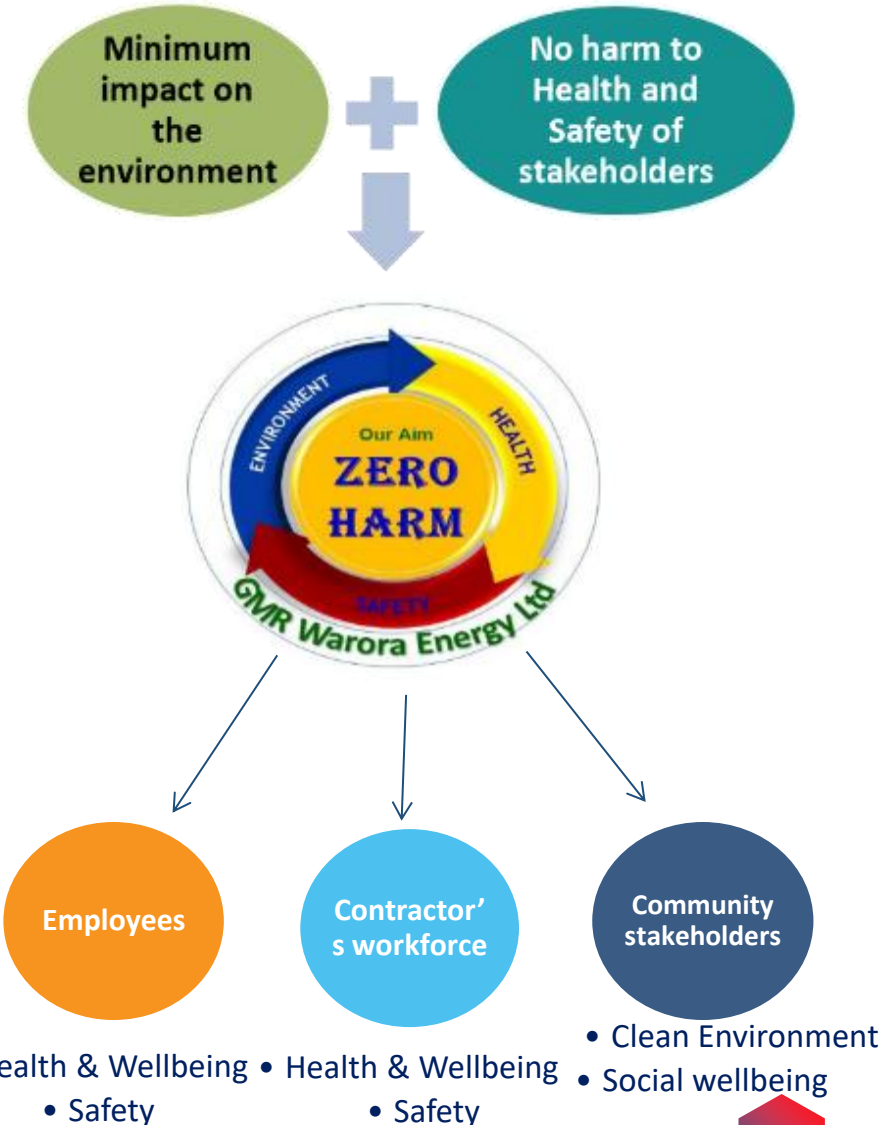 Minimum
impact on
the
environment
No harm to
Health and
Safety of
stakeholders
ENVIRONMENT
HEALTH
Our Aim
ZERO
HARM
SAFETY
GMR Warora Energy Ltd
Employees
Contractor’
s workforce
Community
stakeholders
ealth & Wellbeing
• Safety
• Health & Wellbeing
• Safety
• Clean Environment
• Social wellbeing